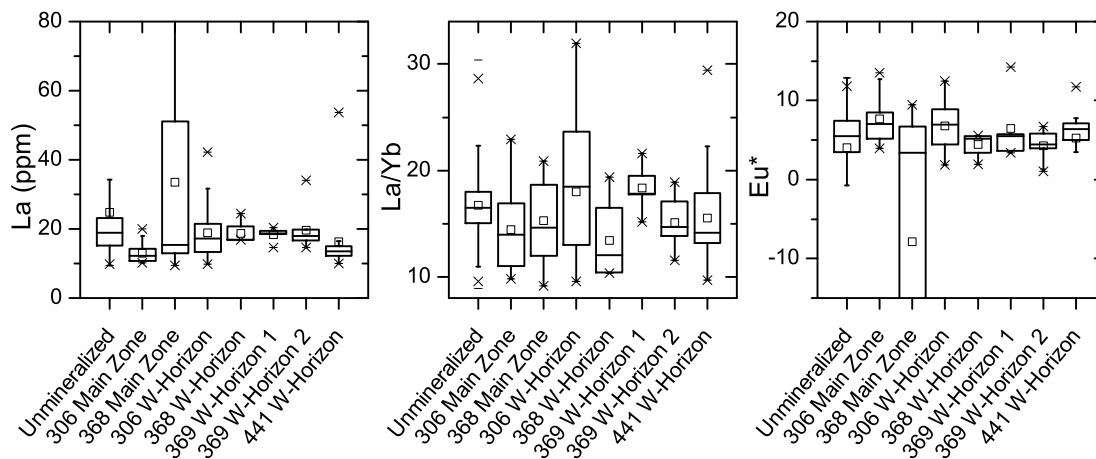 La (ppm)
80
60
40
20
0
Unmineralized
306 Main Zone
368 Main Zone
306 W-Horizon
368 W-Horizon
369 W-Horizon 1
369 W-Horizon 2
441 W-Horizon
La/Yb
30
20
10
Unmineralized
306 Main Zone
368 Main Zone
306 W-Horizon
368 W-Horizon
369 W-Horizon 1
369 W-Horizon 2
441 W-Horizon
Eu*
20
10
0
-10
Unmineralized
306 Main Zone
368 Main Zone
306 W-Horizon
368 W-Horizon
369 W-Horizon 1
369 W-Horizon 2
441 W-Horizon